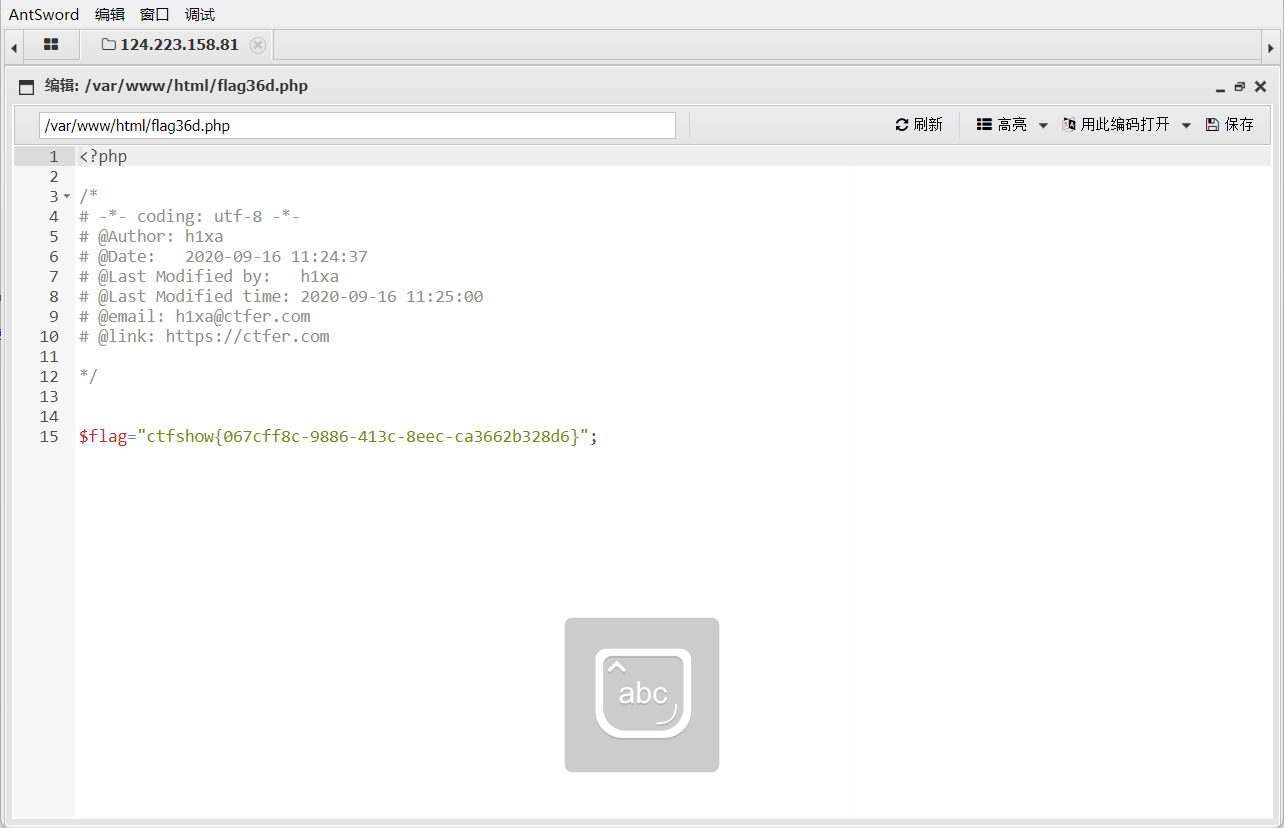 AntSword 编辑 窗口 调试
124.223.158.81
编辑: /var/www/html/flag36d.php
/var/www/html/flag36d.php 刷新 高亮 用此编码打开 保存
1 <?php
2
3 /*
4 # -*- coding: utf-8 -*-
5 # @Author: h1xa
6 # @Date:   2020-09-16 11:24:37
7 # @Last Modified by:   h1xa
8 # @Last Modified time: 2020-09-16 11:25:00
9 # @email: h1xa@ctfer.com
10 # @link: https://ctfer.com
11
12 */
13
14
15 $flag="ctfshow{067cff8c-9886-413c-8eec-ca3662b328d6}";
abc